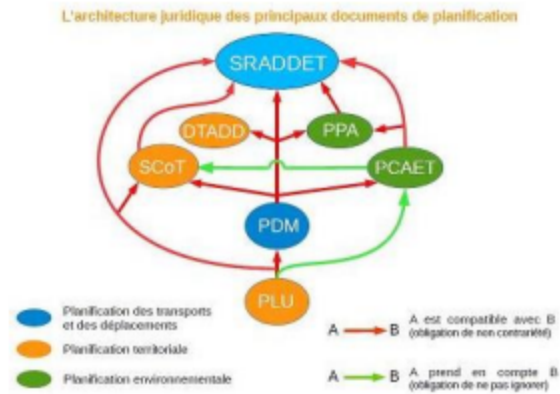 L'architecture juridique des principaux documents de planification
SRADDET
DTADD
PPA
SCoT
PCAET
PDM
PLU
Planification des transports
et des déplacements
Planification territoriale
Planification environnementale
A → B A est compatible avec B
(obligation de non contrariété)
A → B A prend en compte B
(obligation de ne pas ignorer)